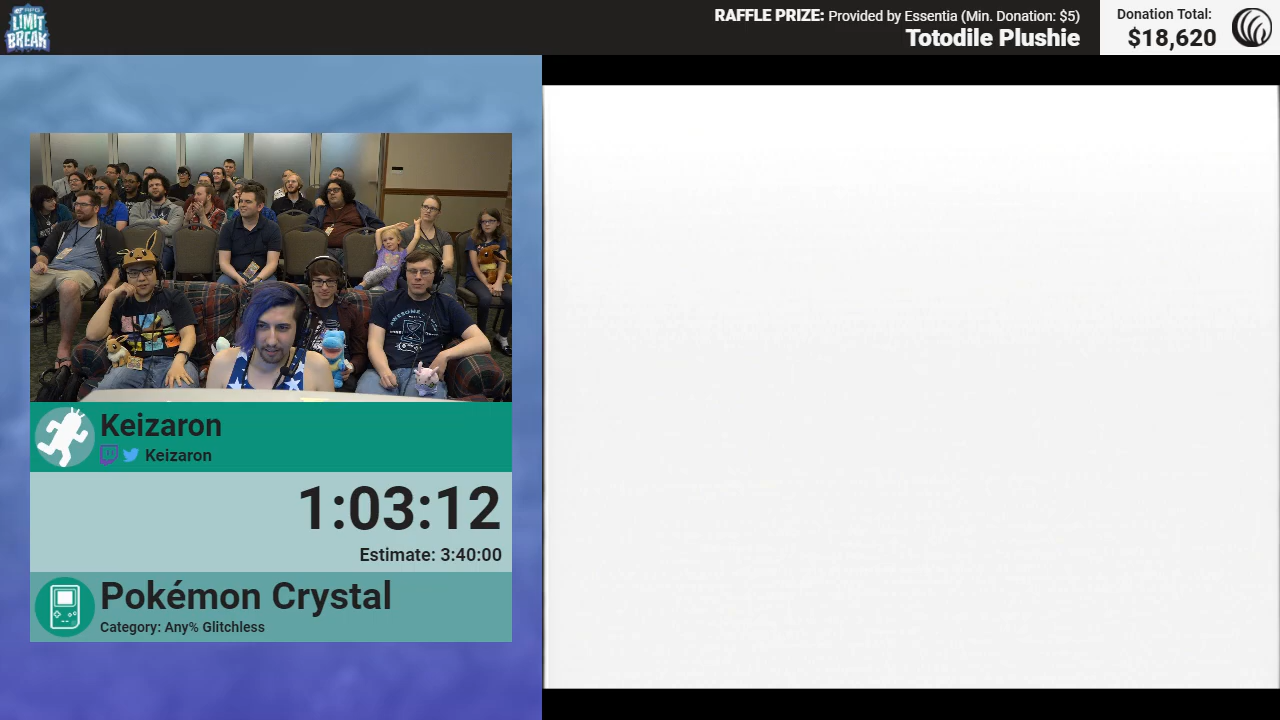 RPG
LIMIT
BREAK
RAFFLE PRIZE: Provided by Essentia (Min. Donation: $5)
Totodile Plushie
Donation Total:
$18,620
Keizaron
Keizaron
1:03:12
Estimate: 3:40:00
Pokémon Crystal
Category: Any% Glitchless